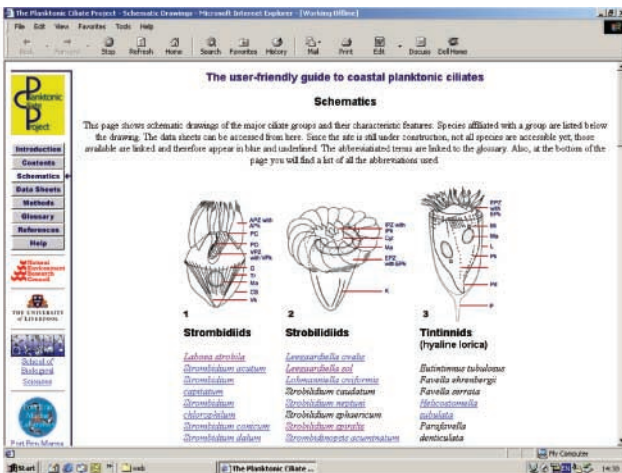 The Planktonic Ciliate Project - Schematic Drawings - Microsoft Internet Explorer - [Working Offline]
File Edit View Favorites Tools Help
Stop Refresh Home Search Favorites History Mail Print Edit Discuss Dell Home
Planktonic
Ciliate
Project
Introduction
Contents
Schematics
Data Sheets
Methods
Glossary
References
Help
Natural
Environment
Research
Council
THE UNIVERSITY
of LIVERPOOL
School of
Biological
Sciences
Port Erin Marine
The user-friendly guide to coastal planktonic ciliates
Schematics
This page shows schematic drawings of the major ciliate groups and their characteristic features. Species affiliated with a group are listed below
the drawing. The data sheets can be accessed from here. Since the site is still under construction, not all species are accessible yet, those
available are linked and therefore appear in blue and underlined. The abbreviated terms are linked to the glossary. Also, at the bottom of the
page you will find a list of all the abbreviations used.
1
Strombidiids
Laboea strobila
Strombidium acutum
Strombidium
capitatum
Strombidium
chlorophilum
Strombidium conicum
Strombidium dalum
2
Strobilidiids
Leegaardiella ovalis
Leegaardiella sol
Lohmanniella oviformis
Strobilidium caudatum
Strobilidium neptuni
Strobilidium sphaericum
Strobilidium spiralis
Strombidinopsis acuminatum
K
3
Tintinnids
(hyaline lorica)
Eutintinnus tubulosus
Favella ehrenbergii
Favella serrata
Helicostomella
subulata
Parafavella
denticulata
P
My Computer
Start web The Planktonic Ciliate ... 14:30